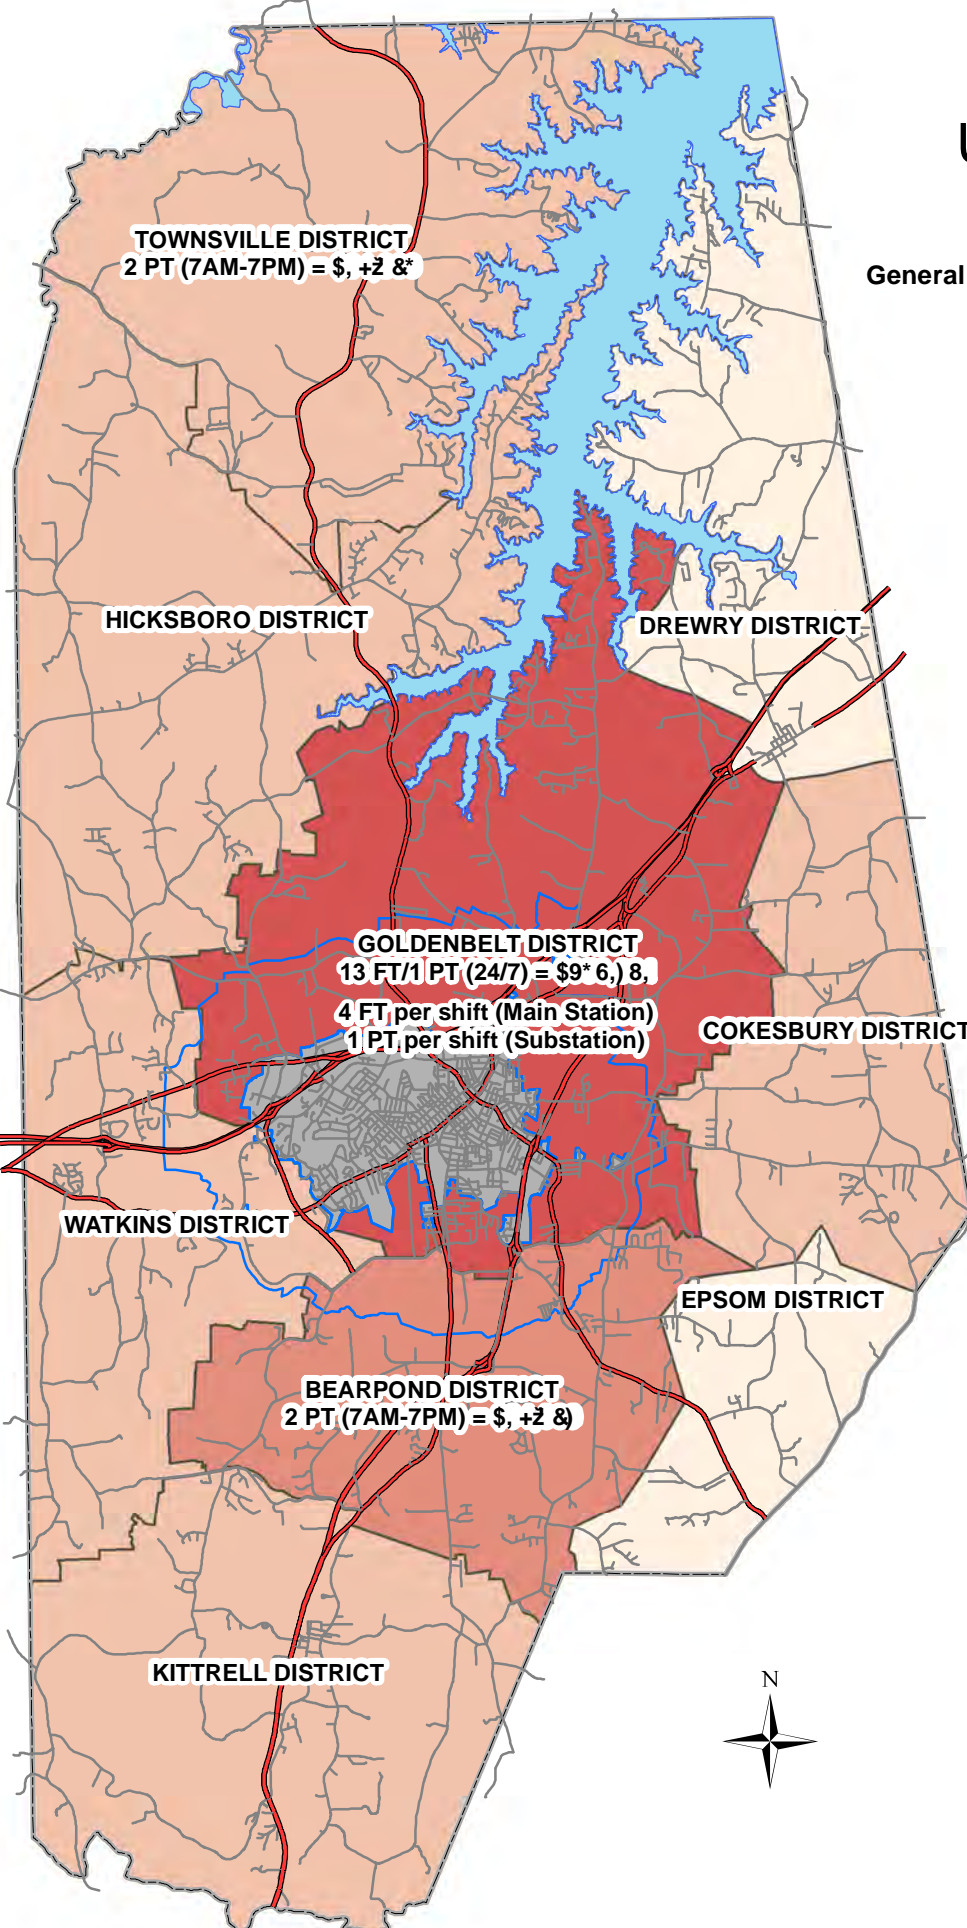 General
TOWNSVILLE DISTRICT
2 PT (7AM-7PM) = $,
HICKSBORO DISTRICT
DREWRY DISTRICT
GOLDENBELT DISTRICT
13 FT/1 PT (24/7) = $9* 6,) 8,
4 FT per shift (Main Station)
1 PT per shift (Substation)
COKESBURY DISTRICT
WATKINS DISTRICT
EPSOM DISTRICT
BEARPOND DISTRICT
2 PT (7AM-7PM) = $,
KITTRELL DISTRICT
N